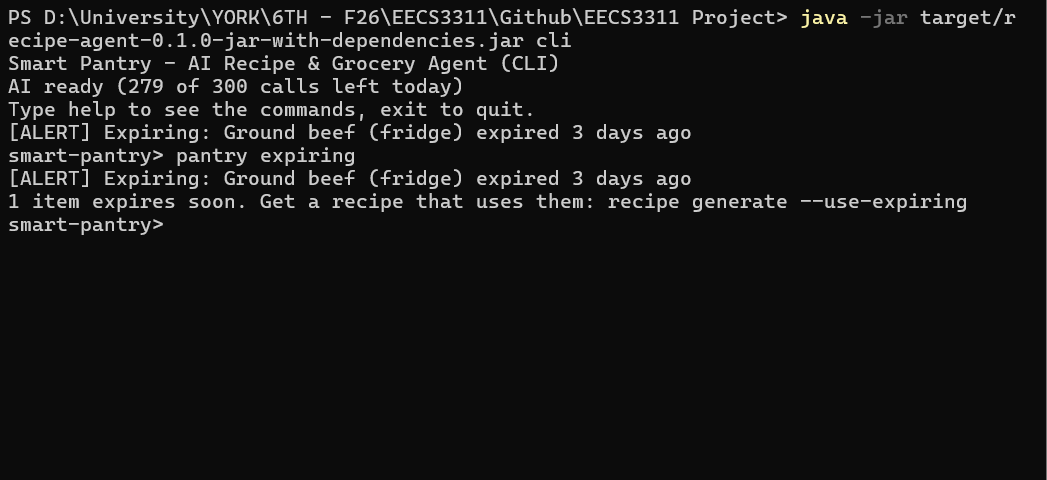 PS D:\University\YORK\6TH - F26\EECS3311\Github\EECS3311 Project> java -jar target/r
ecipe-agent-0.1.0-jar-with-dependencies.jar cli
Smart Pantry - AI Recipe & Grocery Agent (CLI)
AI ready (279 of 300 calls left today)
Type help to see the commands, exit to quit.
[ALERT] Expiring: Ground beef (fridge) expired 3 days ago
smart-pantry> pantry expiring
[ALERT] Expiring: Ground beef (fridge) expired 3 days ago
1 item expires soon. Get a recipe that uses them: recipe generate --use-expiring
smart-pantry>